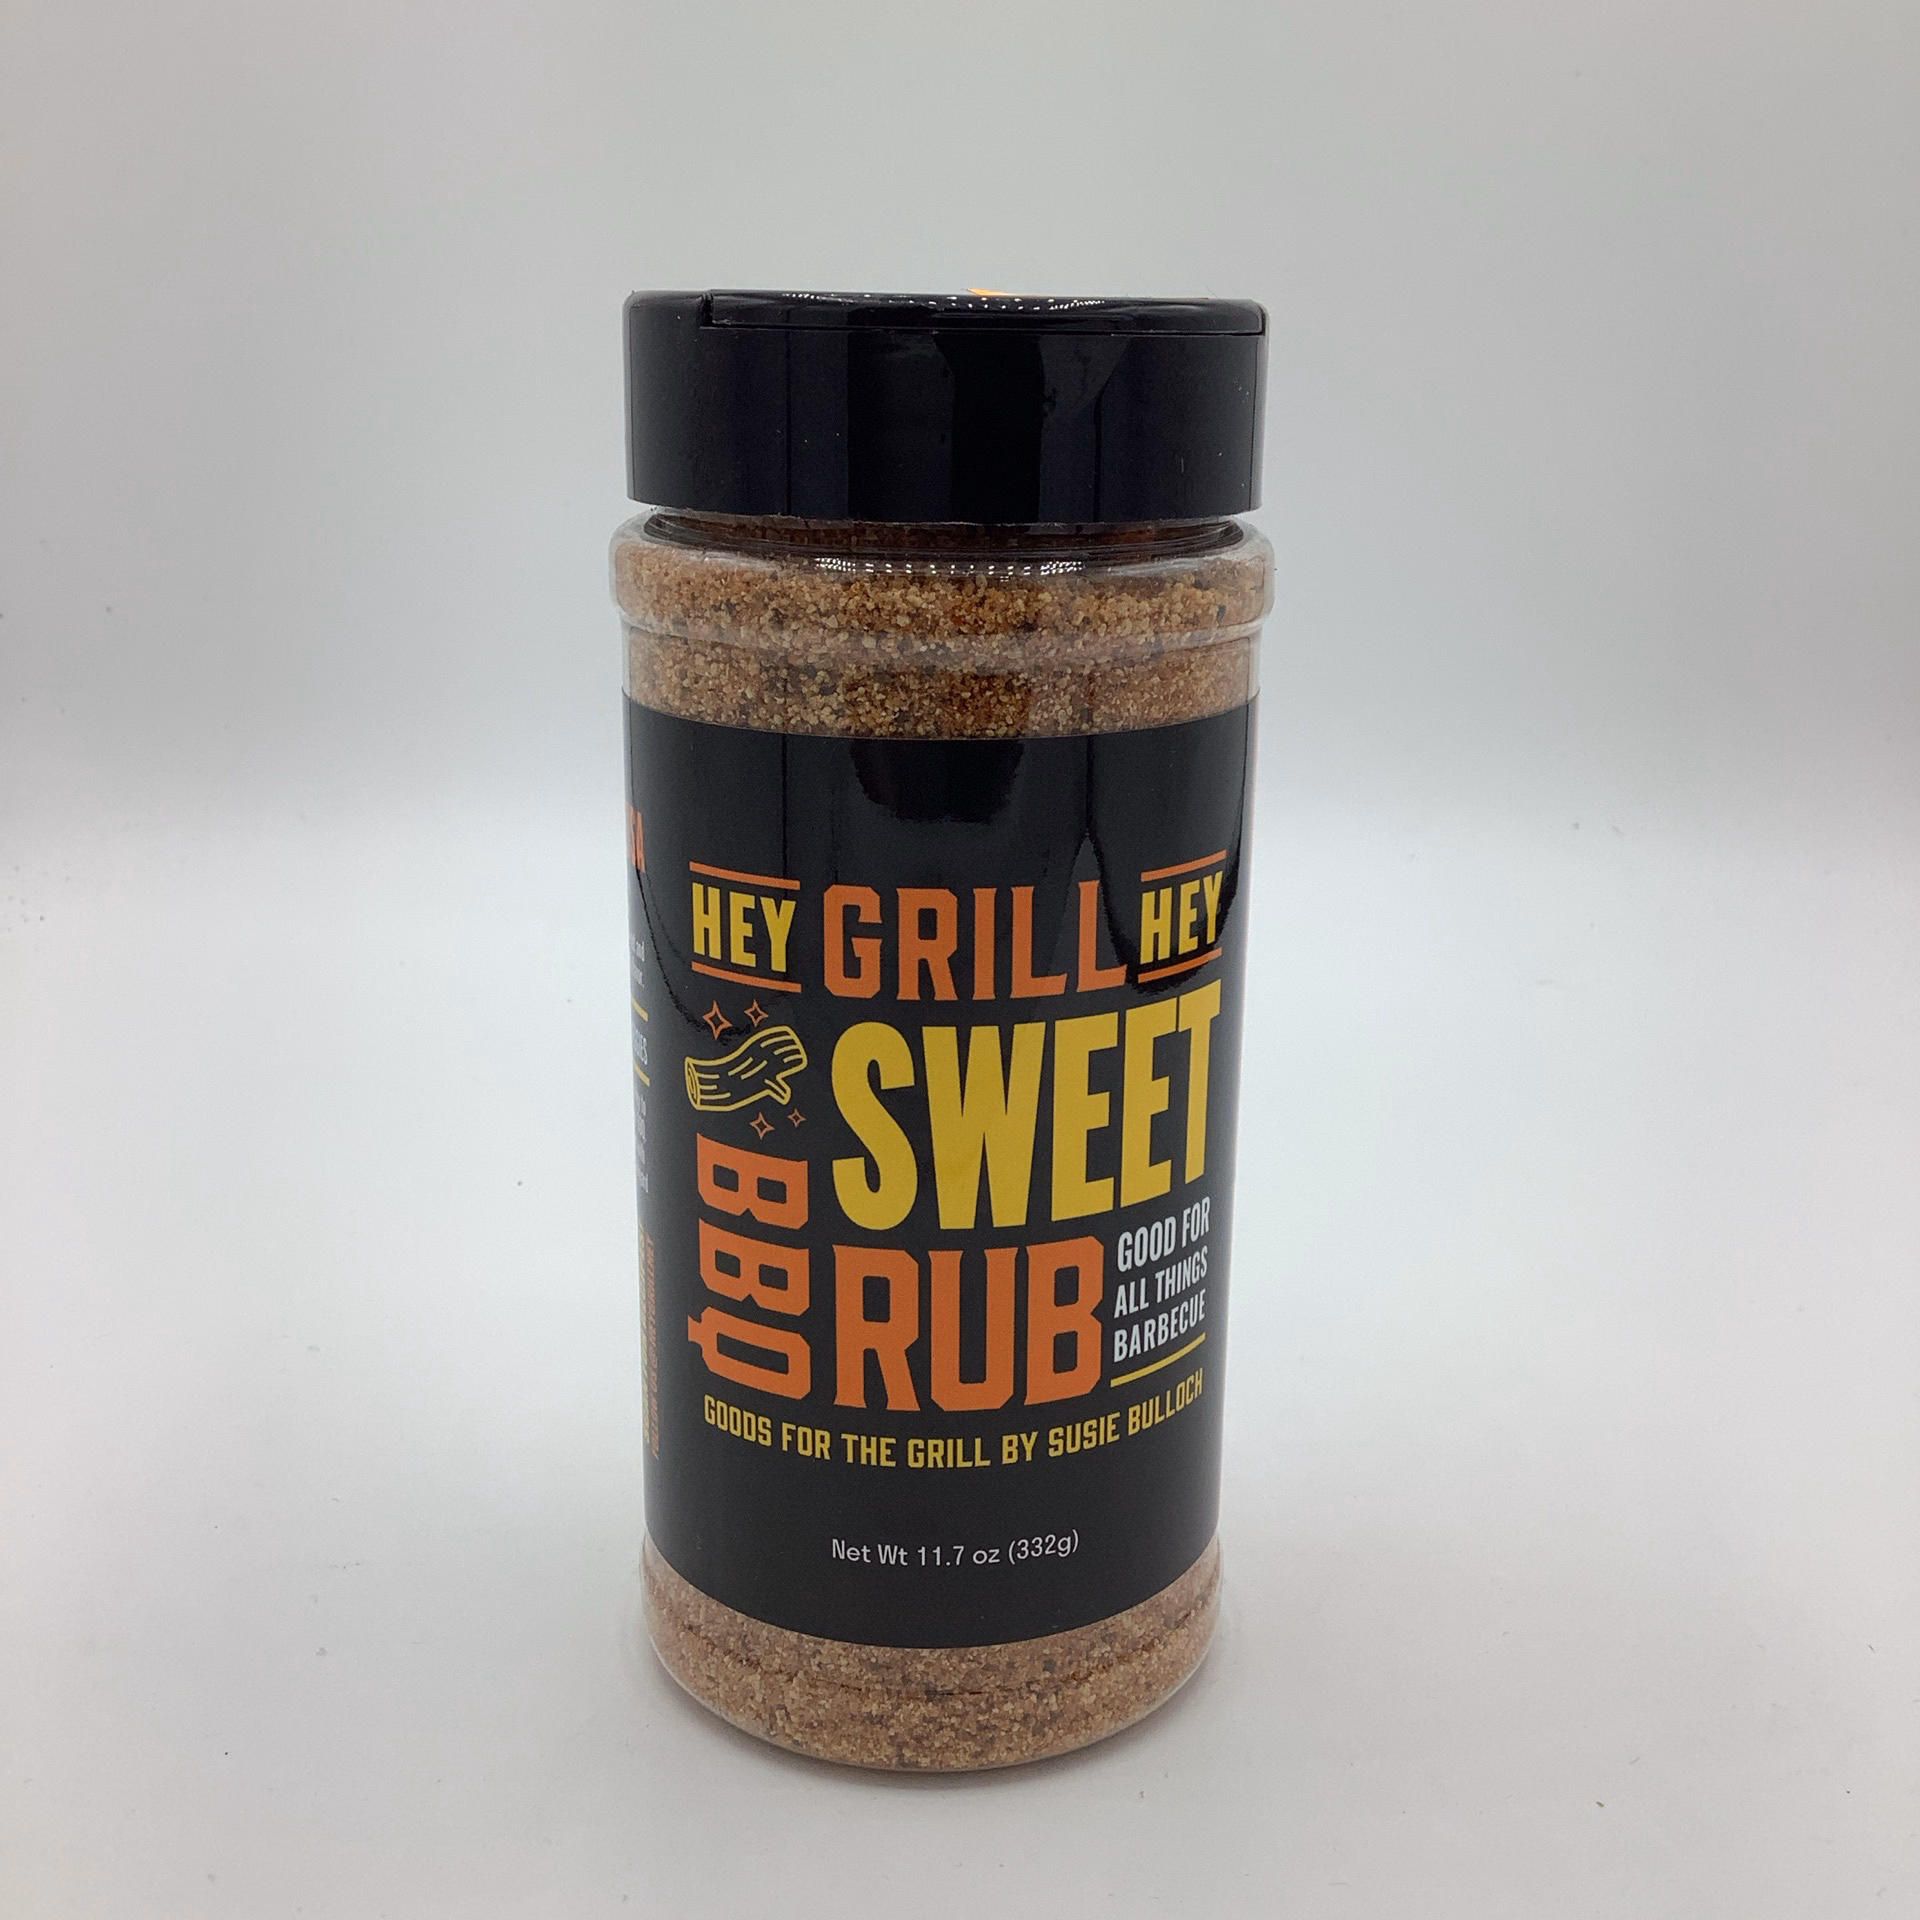 HEY GRILL HEY
SWEET
BBQ RUB
GOOD FOR
ALL THINGS
BARBECUE
GOODS FOR THE GRILL BY SUSIE BULLOCH
Net Wt 11.7 oz (332g)